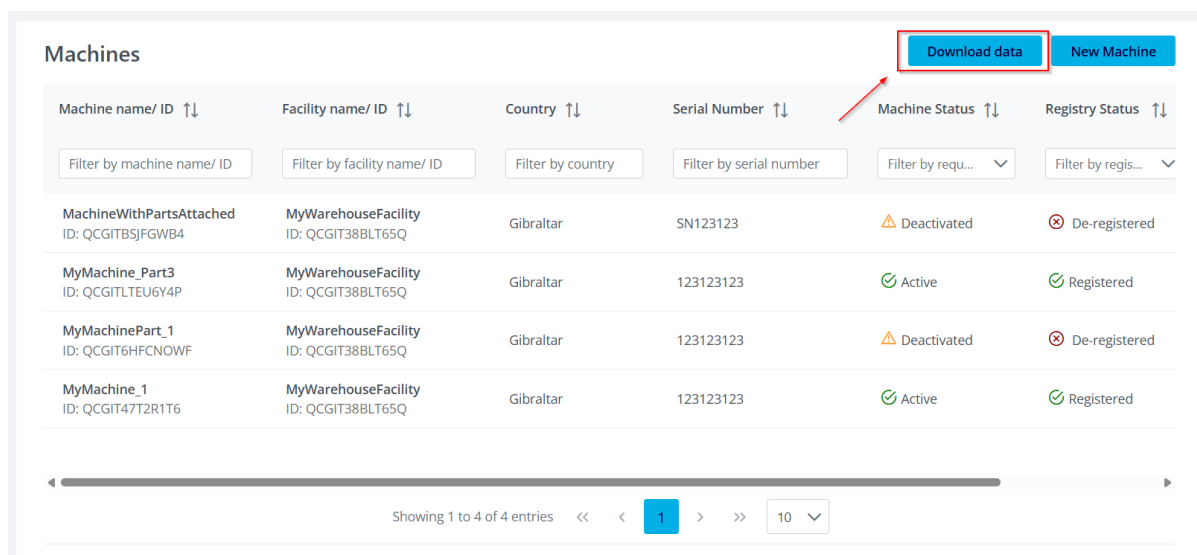 Machines
Download data
New Machine
Machine name/ ID
Facility name/ ID
Country
Serial Number
Machine Status
Registry Status
Filter by machine name/ ID
Filter by facility name/ ID
Filter by country
Filter by serial number
Filter by requ...
Filter by regis...
MachineWithPartsAttached
ID: QCGITBSJFGWB4
MyWarehouseFacility
ID: QCGIT38BLT65Q
Gibraltar
SN123123
Deactivated
De-registered
MyMachine_Part3
ID: QCGITLTEU6Y4P
MyWarehouseFacility
ID: QCGIT38BLT65Q
Gibraltar
123123123
Active
Registered
MyMachinePart_1
ID: QCGIT6HFCNOWF
MyWarehouseFacility
ID: QCGIT38BLT65Q
Gibraltar
123123123
Deactivated
De-registered
MyMachine_1
ID: QCGIT47T2R1T6
MyWarehouseFacility
ID: QCGIT38BLT65Q
Gibraltar
123123123
Active
Registered
Showing 1 to 4 of 4 entries
1
10